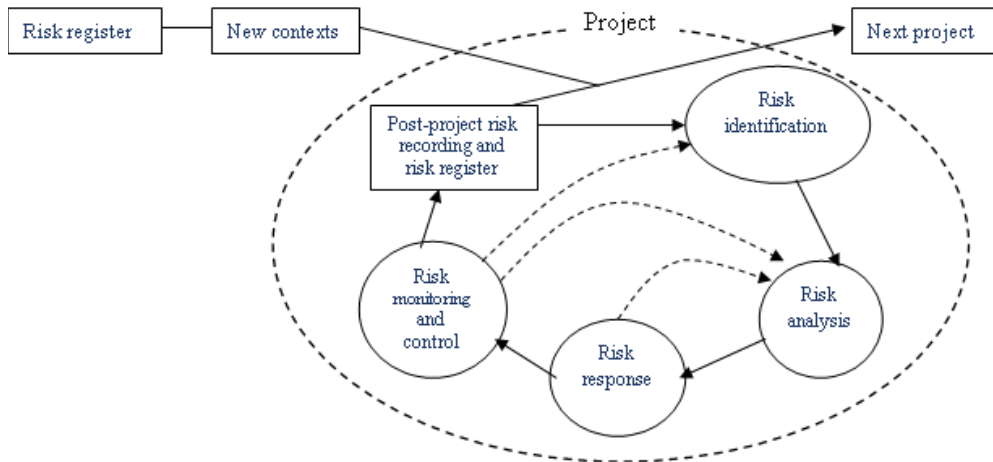 Project
Risk register
New contexts
Next project
Post-project risk
recording and
risk register
Risk
identification
Risk
monitoring
and
control
Risk
analysis
Risk
response